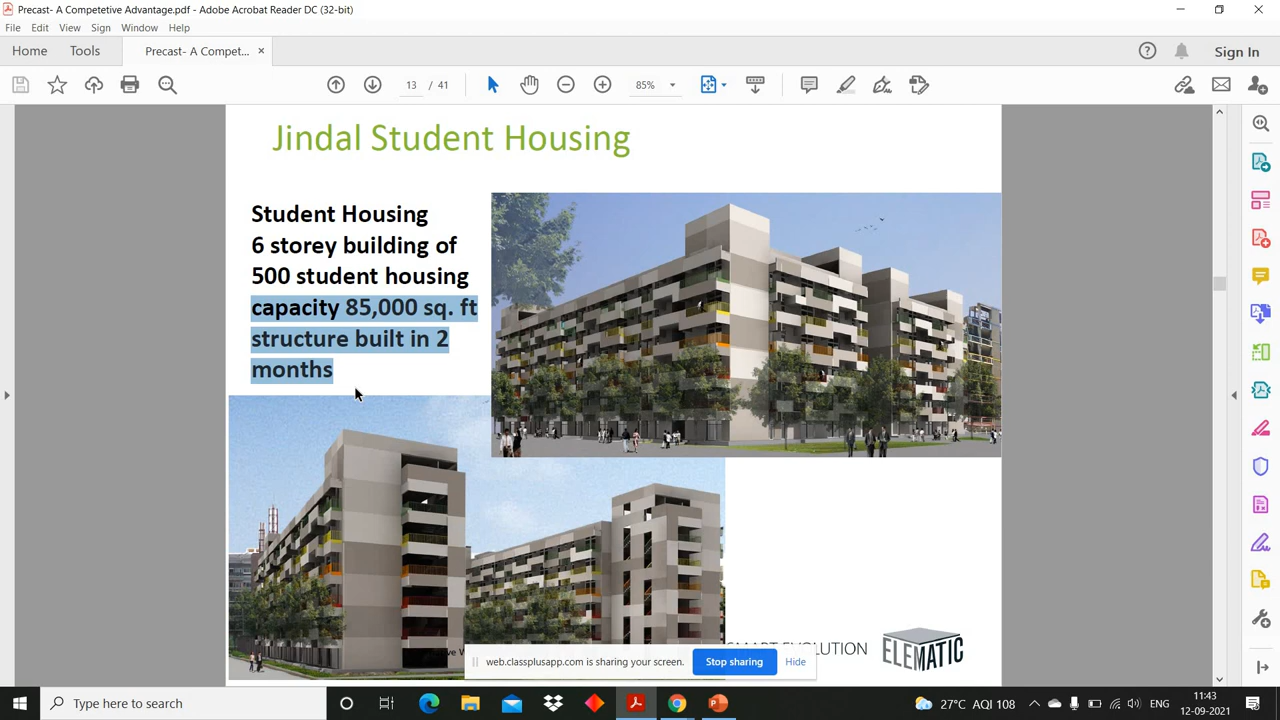 Precast- A Competetive Advantage.pdf - Adobe Acrobat Reader DC (32-bit)
File Edit View Sign Window Help
Home Tools Precast- A Compet... × Sign In
13 / 41 85%
Jindal Student Housing
Student Housing
6 storey building of
500 student housing
capacity 85,000 sq. ft
structure built in 2
months
EVOLUTION
ELEMATIC
web.classplusapp.com is sharing your screen. Stop sharing Hide
Type here to search
27°C AQI 108 ENG 11:43
12-09-2021